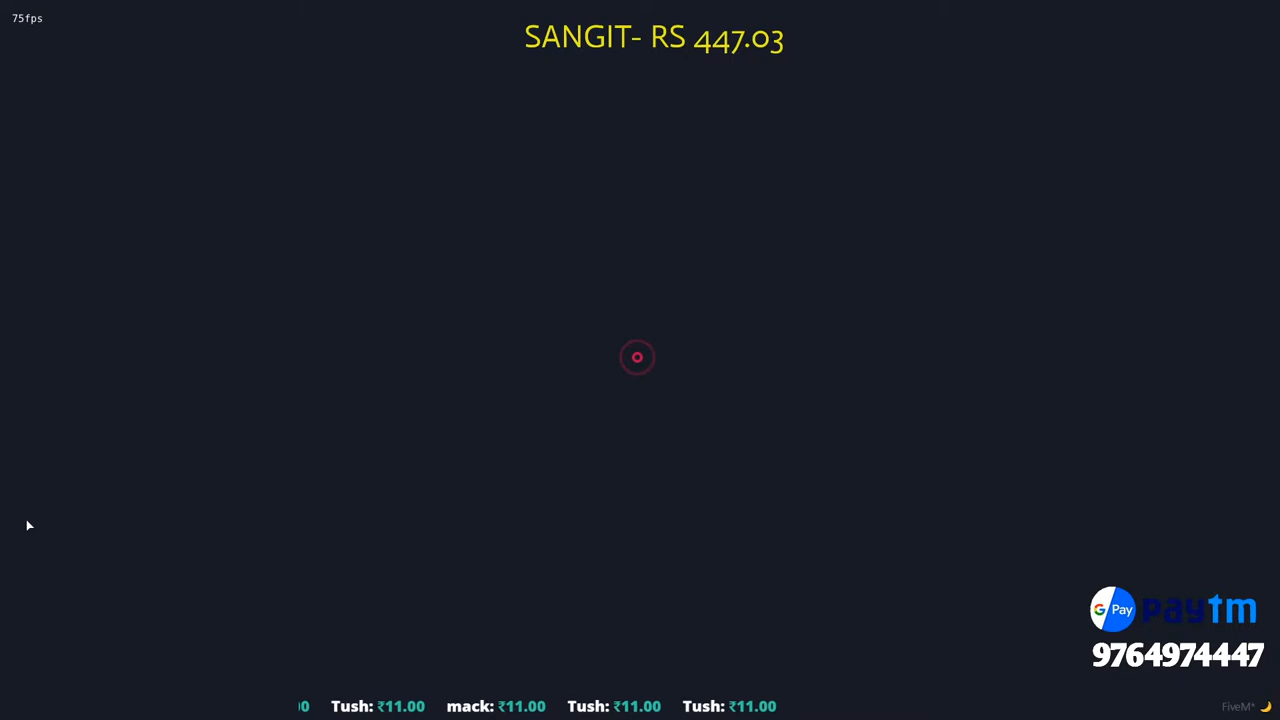 75fps
SANGIT- RS 447.03
G Pay paytm
9764974447
00 Tush: ₹11.00 mack: ₹11.00 Tush: ₹11.00 Tush: ₹11.00
FiveM* 🌙